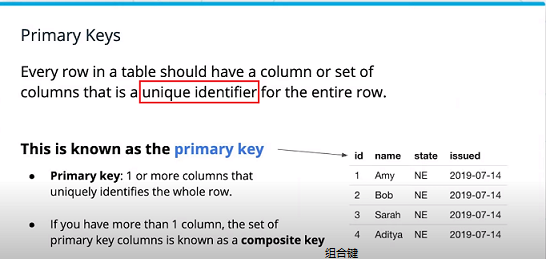 Primary Keys
Every row in a table should have a column or set of
columns that is a unique identifier for the entire row.
This is known as the primary key
● Primary key: 1 or more columns that
uniquely identifies the whole row.
● If you have more than 1 column, the set of
primary key columns is known as a composite key
组合键
id name state issued
1 Amy NE 2019-07-14
2 Bob NE 2019-07-14
3 Sarah NE 2019-07-14
4 Aditya NE 2019-07-14